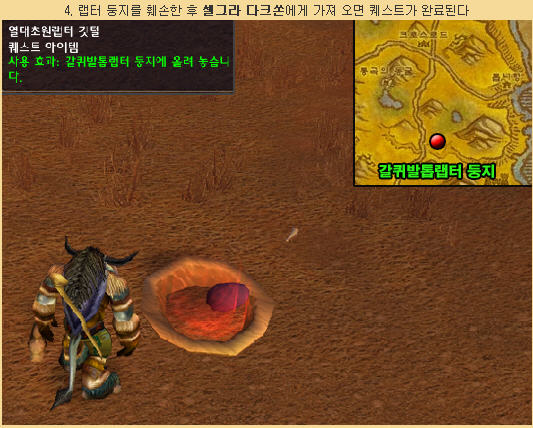 4. 랩터 둥지를 훼손한 후 셀그라 다크쏜에게 가져 오면 퀘스트가 완료된다
열대초원랩터 깃털
퀘스트 아이템
사용 효과: 갈퀴발톱랩터 둥지에 올려 놓습니
다.
크로스로드
통곡의 동굴
톱니항
갈퀴발톱랩터 둥지